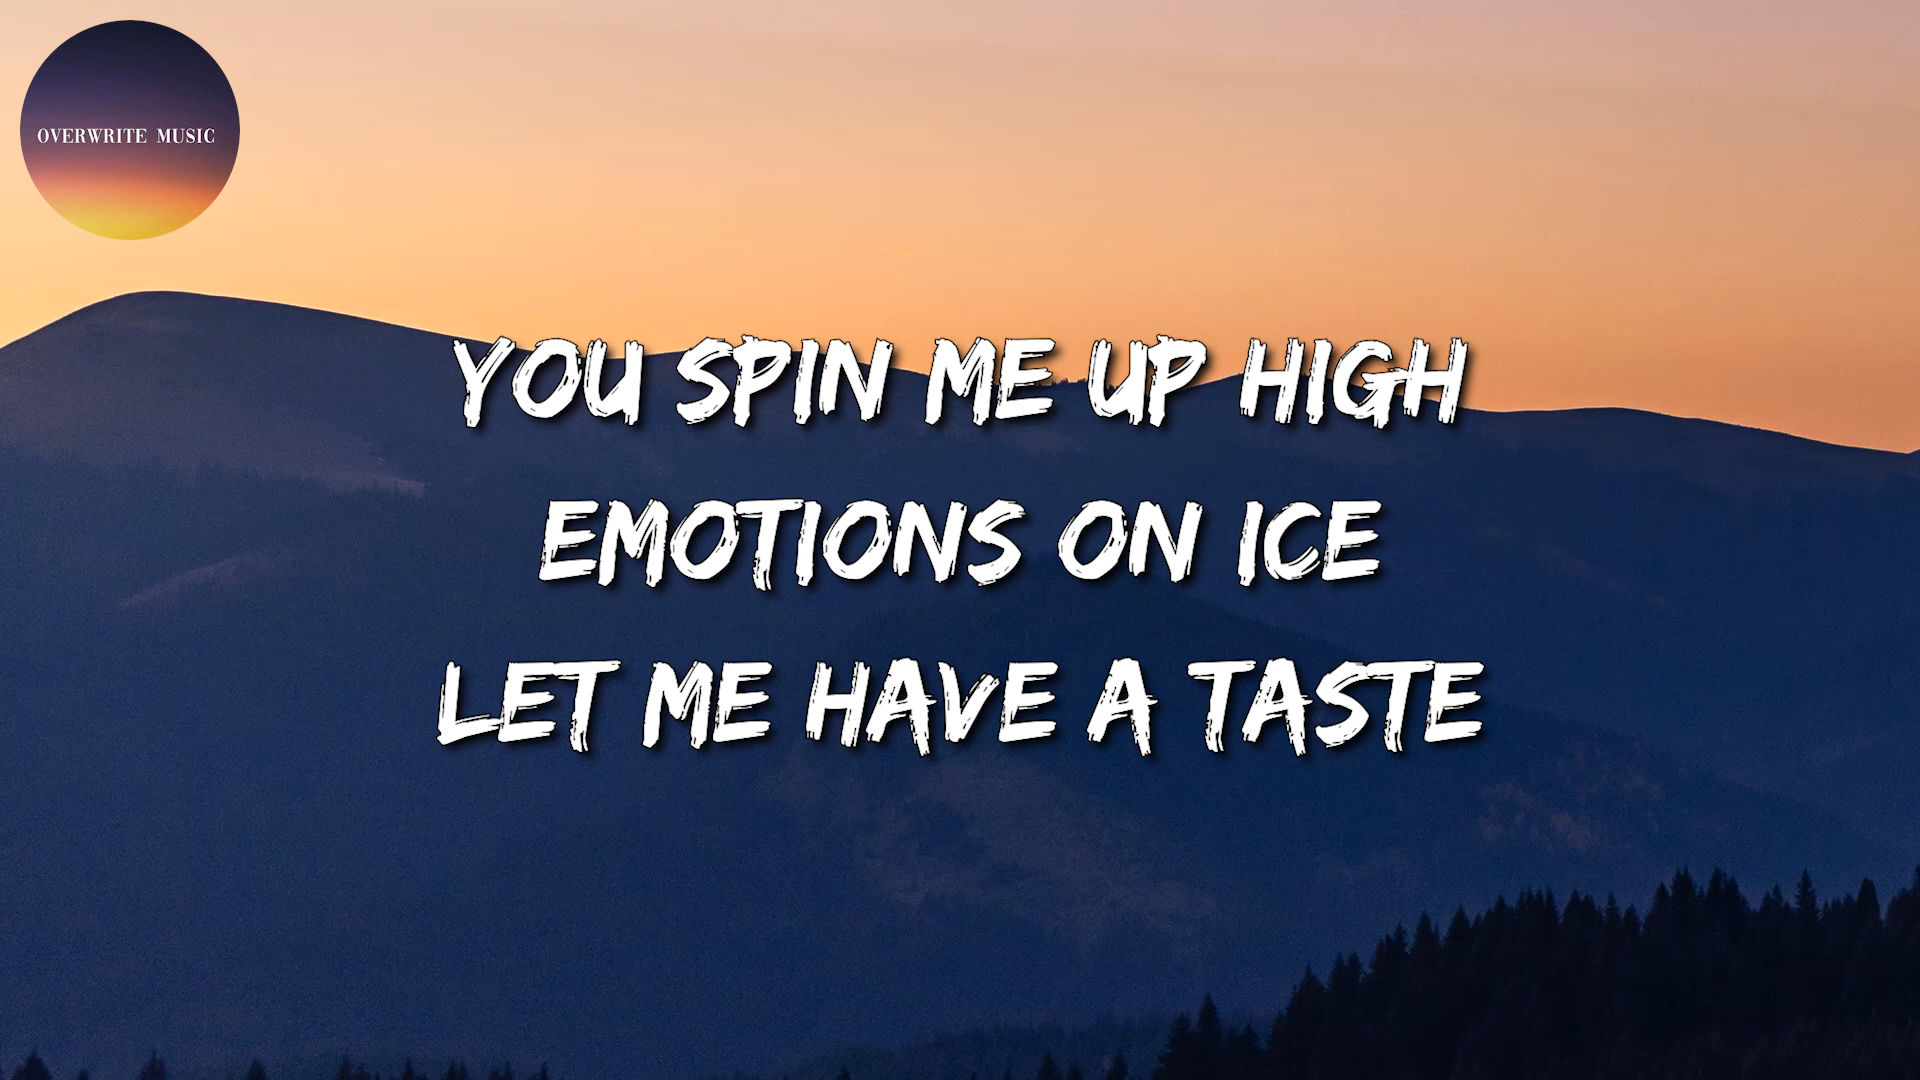 OVERWRITE MUSIC
YOU SPIN ME UP HIGH
EMOTIONS ON ICE
LET ME HAVE A TASTE